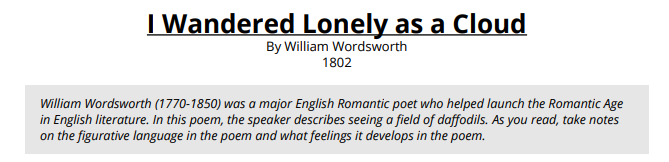 I Wandered Lonely as a Cloud
By William Wordsworth
1802
William Wordsworth (1770-1850) was a major English Romantic poet who helped launch the Romantic Age
in English literature. In this poem, the speaker describes seeing a field of daffodils. As you read, take notes
on the figurative language in the poem and what feelings it develops in the poem.